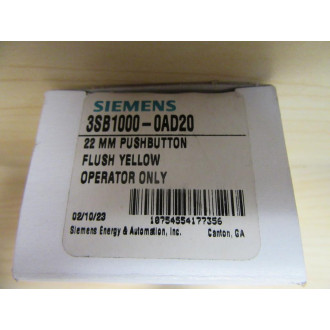 SIEMENS
3SB1000-0AD20
22 MM PUSHBUTTON
FLUSH YELLOW
OPERATOR ONLY
02/10/23
18754554177356
Siemens Energy & Automation, Inc. Canton, GA